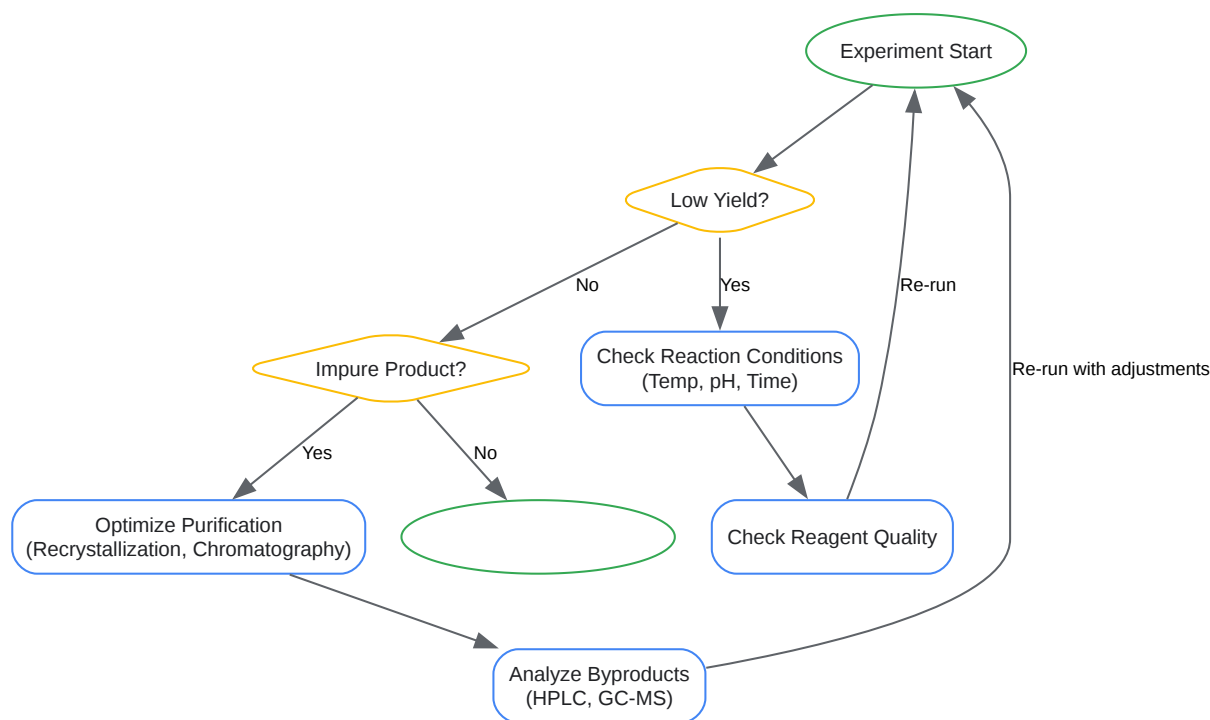 Experiment Start
Low Yield?
No
Yes
Re-run
Impure Product?
Check Reaction Conditions
(Temp, pH, Time)
Re-run with adjustments
Yes
No
Optimize Purification
(Recrystallization, Chromatography)
Check Reagent Quality
Analyze Byproducts
(HPLC, GC-MS)